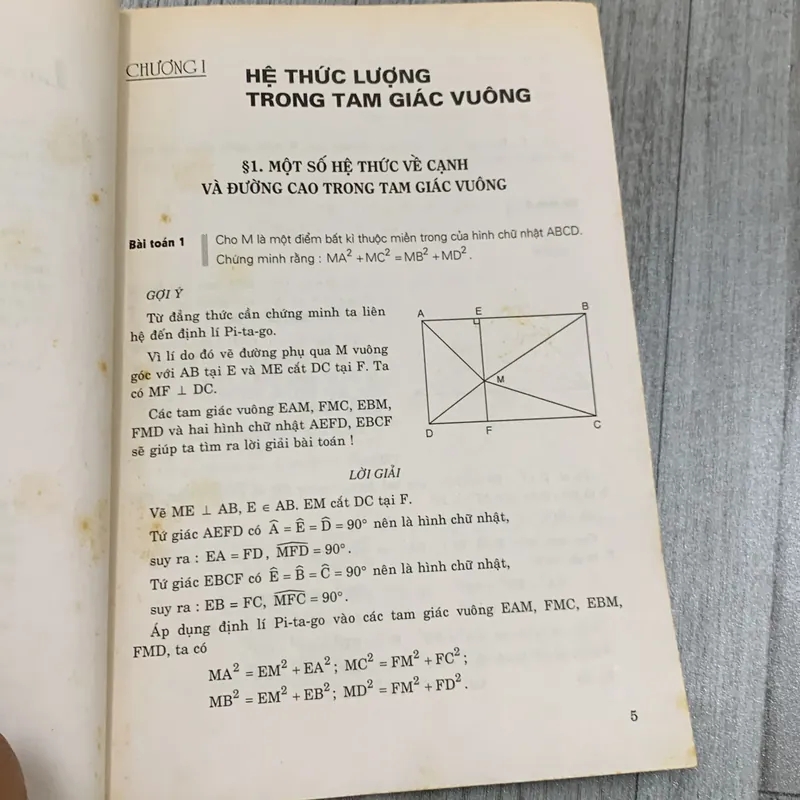 CHƯƠNG I
HỆ THỨC LƯỢNG
TRONG TAM GIÁC VUÔNG
§1. MỘT SỐ HỆ THỨC VỀ CẠNH
VÀ ĐƯỜNG CAO TRONG TAM GIÁC VUÔNG
Bài toán 1
Cho M là một điểm bất kì thuộc miền trong của hình chữ nhật ABCD.
Chứng minh rằng : MA² + MC² = MB² + MD².
GỢI Ý
Từ đẳng thức cần chứng minh ta liên
hệ đến định lí Pi-ta-go.
Vì lí do đó vẽ đường phụ qua M vuông
góc với AB tại E và ME cắt DC tại F. Ta
có MF ⊥ DC.
Các tam giác vuông EAM, FMC, EBM,
FMD và hai hình chữ nhật AEFD, EBCF
sẽ giúp ta tìm ra lời giải bài toán !
A E B
M
D F C
LỜI GIẢI
Vẽ ME ⊥ AB, E ∈ AB. EM cắt DC tại F.
Tứ giác AEFD có Â = Ê = D̂ = 90° nên là hình chữ nhật,
suy ra : EA = FD, M͡FD = 90°.
Tứ giác EBCF có Ê = B̂ = Ĉ = 90° nên là hình chữ nhật,
suy ra : EB = FC, M͡FC = 90°.
Áp dụng định lí Pi-ta-go vào các tam giác vuông EAM, FMC, EBM,
FMD, ta có
MA² = EM² + EA² ; MC² = FM² + FC² ;
MB² = EM² + EB² ; MD² = FM² + FD².
5